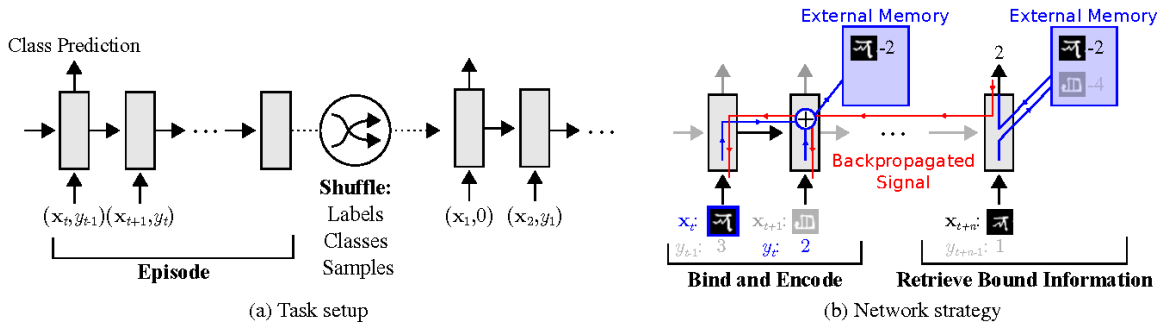 Class Prediction
(x_t, y_{t-1}) (x_{t+1}, y_t)
Episode
Shuffle:
Labels
Classes
Samples
(x_1, 0) (x_2, y_1)
(a) Task setup
External Memory
-2
External Memory
2
-2
-4
Backpropagated
Signal
x_t:
y_{t-1}: 3
x_{t+1}:
y_t: 2
x_{t+n}:
y_{t+n-1}: 1
Bind and Encode
Retrieve Bound Information
(b) Network strategy